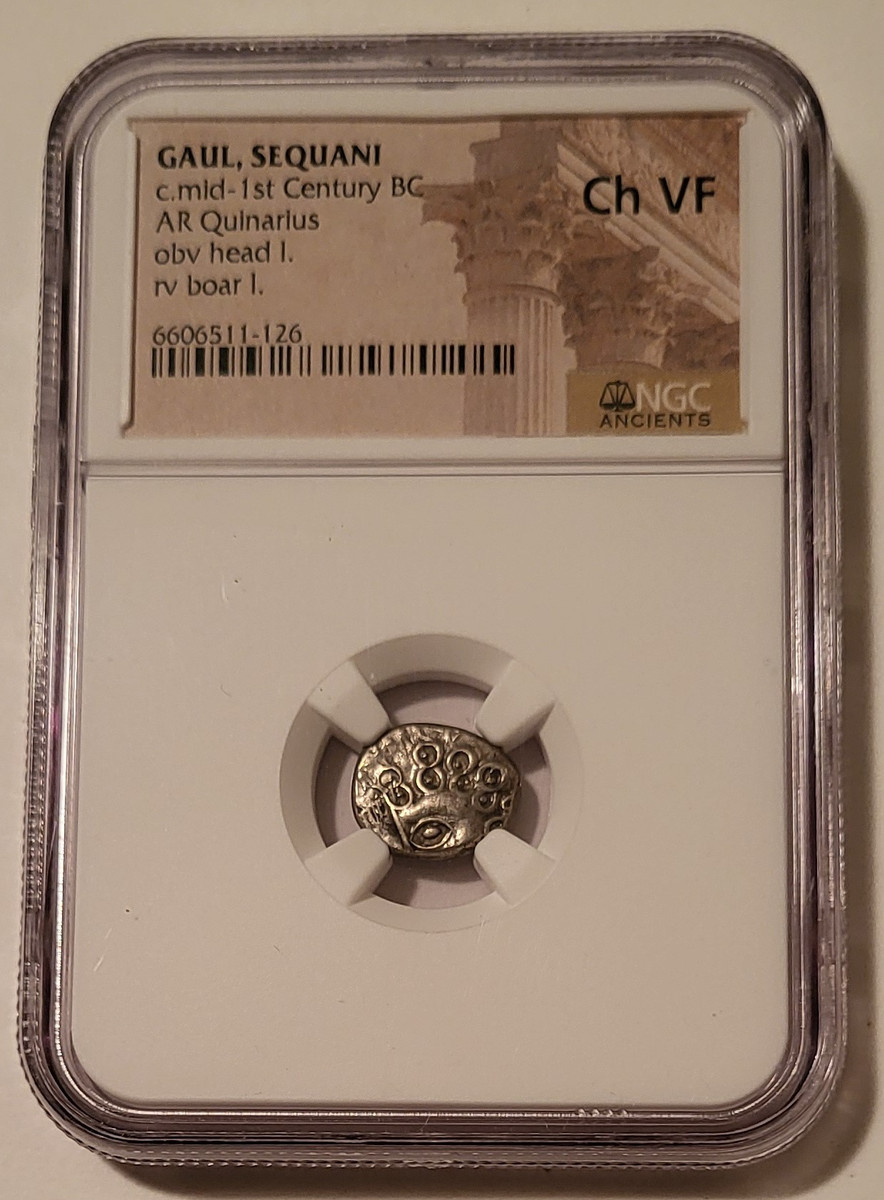 GAUL, SEQUANI
c.mid-1st Century BC
AR Quinarius
obv head l.
rv boar l.
6606511-126
Ch VF
NGC
ANCIENTS